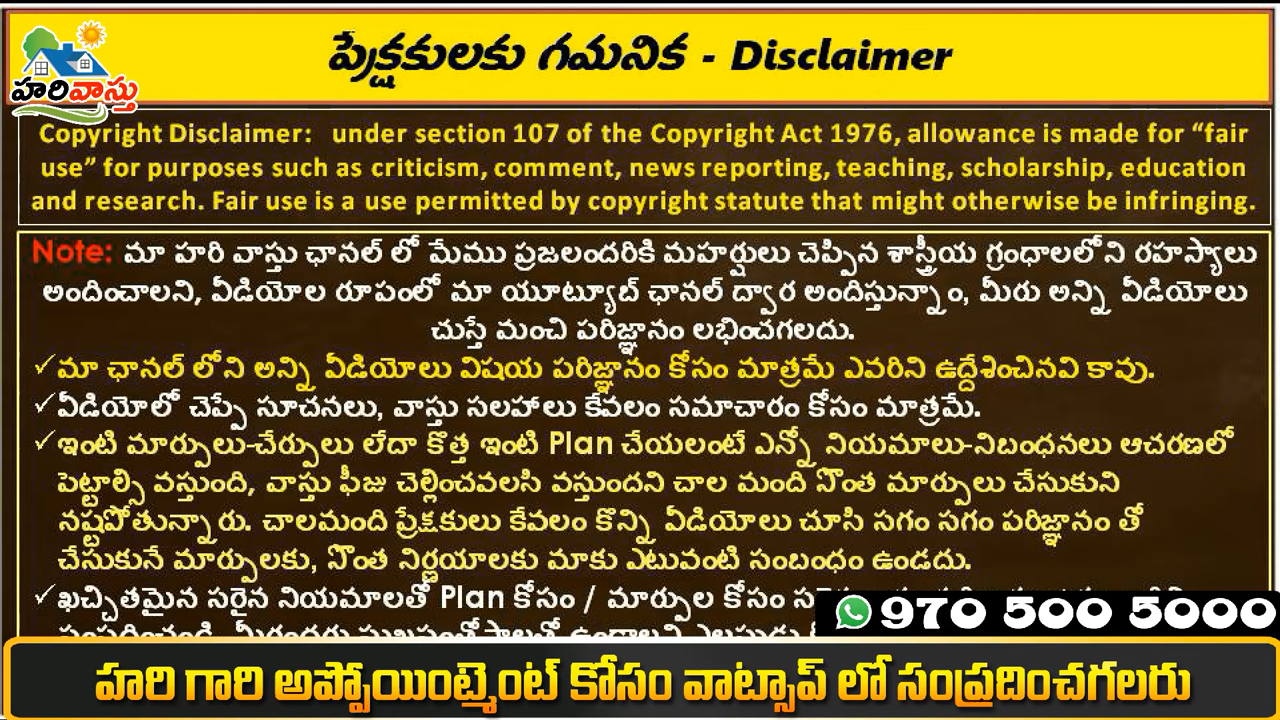 హరివాస్తు
ప్రేక్షకులకు గమనిక - Disclaimer
Copyright Disclaimer: under section 107 of the Copyright Act 1976, allowance is made for “fair
use” for purposes such as criticism, comment, news reporting, teaching, scholarship, education
and research. Fair use is a use permitted by copyright statute that might otherwise be infringing.
Note: మా హరి వాస్తు ఛానల్ లో మేము ప్రజలందరికి మహర్షులు చెప్పిన శాస్త్రీయ గ్రంధాలలోని రహస్యాలు
అందించాలని, వీడియోల రూపంలో మా యూట్యూబ్ ఛానల్ ద్వార అందిస్తున్నాం, మీరు అన్ని వీడియోలు
చుస్తే మంచి పరిజ్ఞానం లభించగలదు.
✓మా ఛానల్ లోని అన్ని వీడియోలు విషయ పరిజ్ఞానం కోసం మాత్రమే ఎవరిని ఉద్దేశించినవి కావు.
✓వీడియోలో చెప్పే సూచనలు, వాస్తు సలహాలు కేవలం సమాచారం కోసం మాత్రమే.
✓ఇంటి మార్పులు-చేర్పులు లేదా కొత్త ఇంటి Plan చేయలంటే ఎన్నో నియమాలు-నిబంధనలు ఆచరణలో
పెట్టాల్సి వస్తుంది, వాస్తు ఫీజు చెల్లించవలసి వస్తుందని చాల మంది సొంత మార్పులు చేసుకుని
నష్టపోతున్నారు. చాలమంది ప్రేక్షకులు కేవలం కొన్ని వీడియోలు చూసి సగం సగం పరిజ్ఞానం తో
చేసుకునే మార్పులకు, సొంత నిర్ణయాలకు మాకు ఎటువంటి సంబంధం ఉండదు.
✓ఖచ్చితమైన సరైన నియమాలతో Plan కోసం / మార్పుల కోసం
970 500 5000
హరి గారి అప్పోయింట్మెంట్ కోసం వాట్సాప్ లో సంప్రదించగలరు